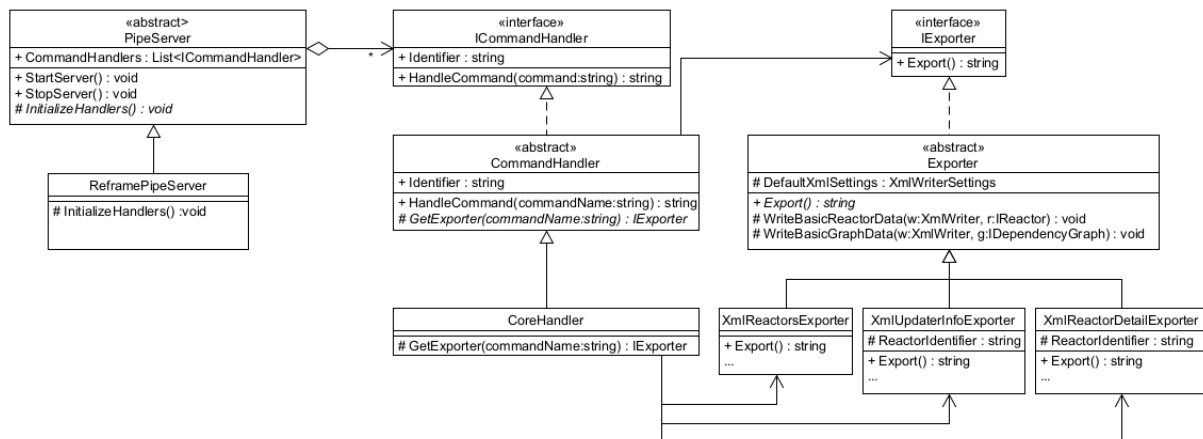 «abstract>
PipeServer
+ CommandHandlers : List<ICommandHandler>
+ StartServer() : void
+ StopServer() : void
# InitializeHandlers() : void
*
«interface»
ICommandHandler
+ Identifier : string
+ HandleCommand(command:string) : string
«interface»
IExporter
+ Export() : string
ReframePipeServer
# InitializeHandlers() :void
«abstract»
CommandHandler
+ Identifier : string
+ HandleCommand(commandName:string) : string
# GetExporter(commandName:string) : IExporter
«abstract»
Exporter
# DefaultXmlSettings : XmlWriterSettings
+ Export() : string
# WriteBasicReactorData(w:XmlWriter, r:IReactor) : void
# WriteBasicGraphData(w:XmlWriter, g:IDependencyGraph) : void
CoreHandler
# GetExporter(commandName:string) : IExporter
XmlReactorsExporter
+ Export() : string
...
XmlUpdaterInfoExporter
# ReactorIdentifier : string
+ Export() : string
...
XmlReactorDetailExporter
# ReactorIdentifier : string
+ Export() : string
...